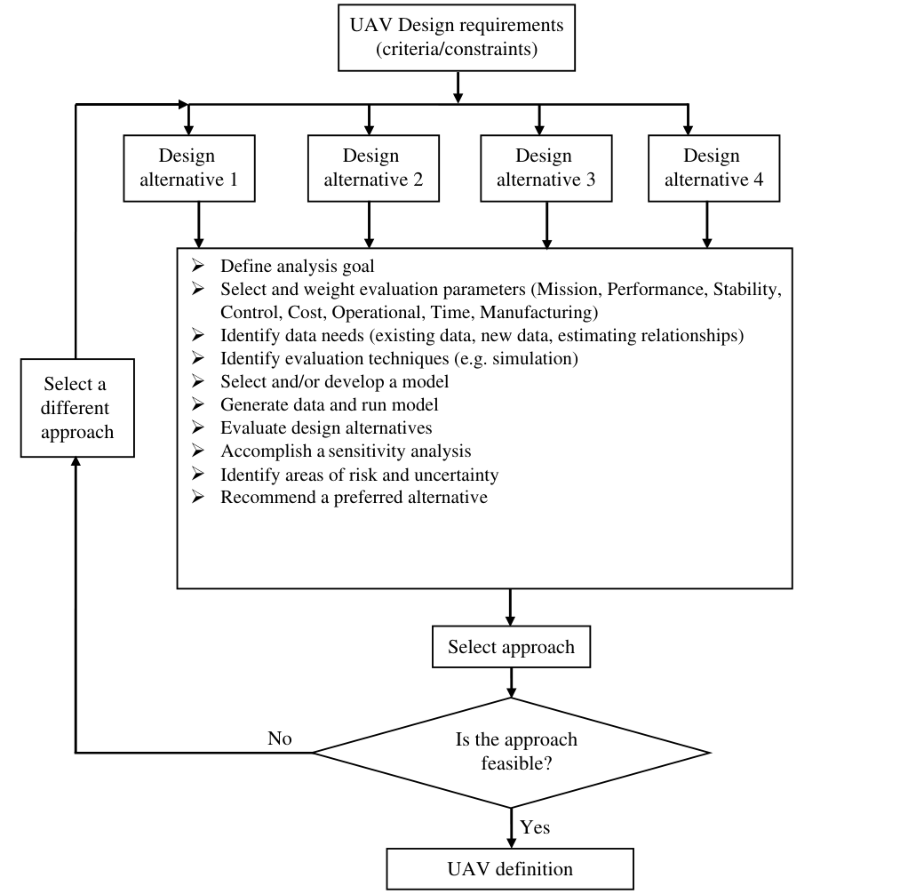 UAV Design requirements
(criteria/constraints)
Design
alternative 1
Design
alternative 2
Design
alternative 3
Design
alternative 4
➢ Define analysis goal
➢ Select and weight evaluation parameters (Mission, Performance, Stability,
Control, Cost, Operational, Time, Manufacturing)
➢ Identify data needs (existing data, new data, estimating relationships)
➢ Identify evaluation techniques (e.g. simulation)
➢ Select and/or develop a model
➢ Generate data and run model
➢ Evaluate design alternatives
➢ Accomplish a sensitivity analysis
➢ Identify areas of risk and uncertainty
➢ Recommend a preferred alternative
Select a
different
approach
Select approach
No
Is the approach
feasible?
Yes
UAV definition